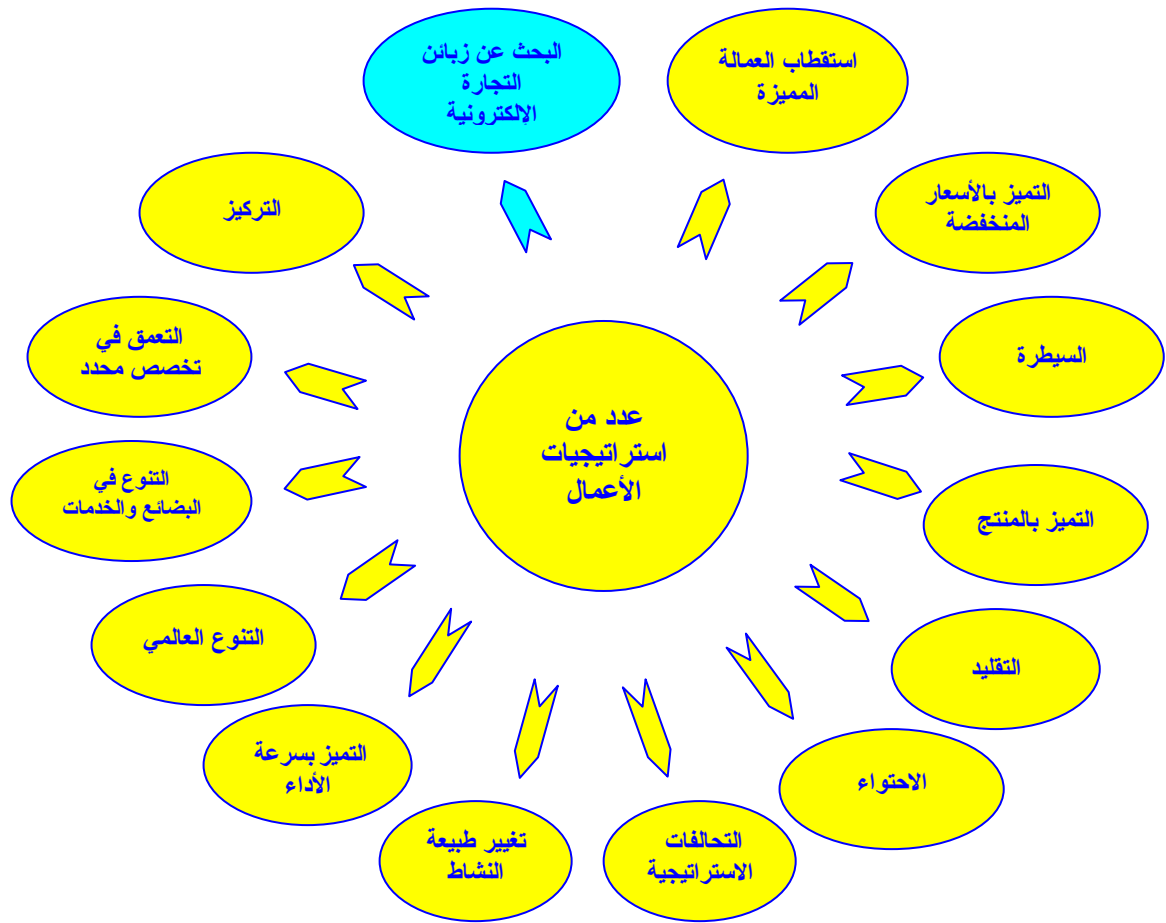 البحث عن زبائن
التجارة
الإلكترونية
استقطاب العمالة
المميزة
التميز بالأسعار
المنخفضة
السيطرة
التميز بالمنتج
التقليد
الاحتواء
التحالفات
الاستراتيجية
تغيير طبيعة
النشاط
التميز بسرعة
الأداء
التنوع العالمي
التنوع في
البضائع والخدمات
التعمق في
تخصص محدد
التركيز
عدد من
استراتيجيات
الأعمال